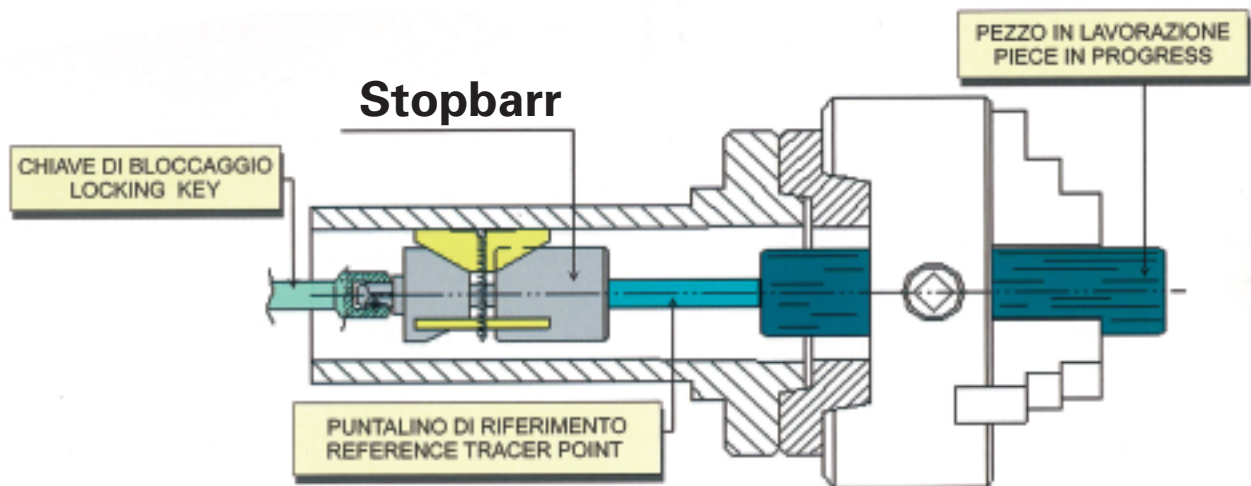 PEZZO IN LAVORAZIONE
PIECE IN PROGRESS
Stopbarr
CHIAVE DI BLOCCAGGIO
LOCKING KEY
PUNTALINO DI RIFERIMENTO
REFERENCE TRACER POINT